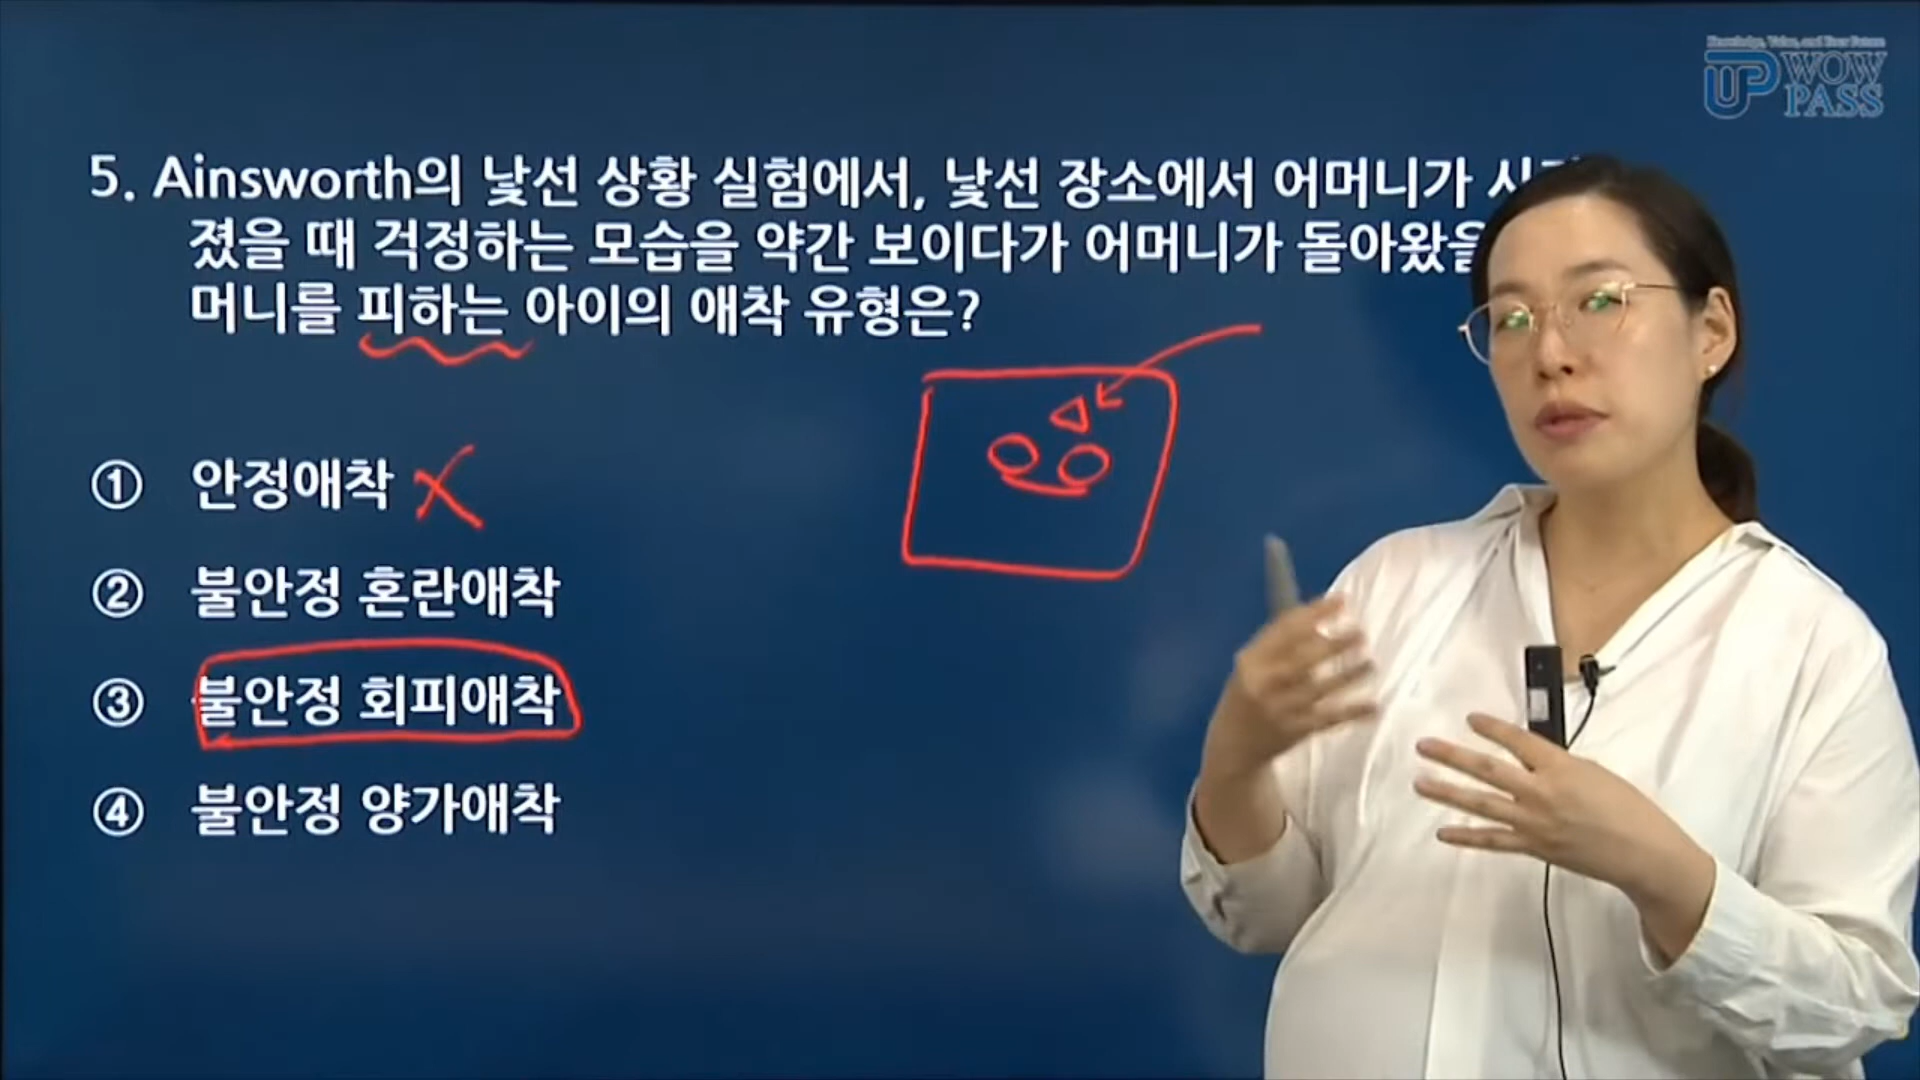 WOW
PASS
5. Ainsworth의 낯선 상황 실험에서, 낯선 장소에서 어머니가
졌을 때 걱정하는 모습을 약간 보이다가 어머니가 돌아왔을
머니를 피하는 아이의 애착 유형은?
① 안정애착 X
② 불안정 혼란애착
③ 불안정 회피애착
④ 불안정 양가애착